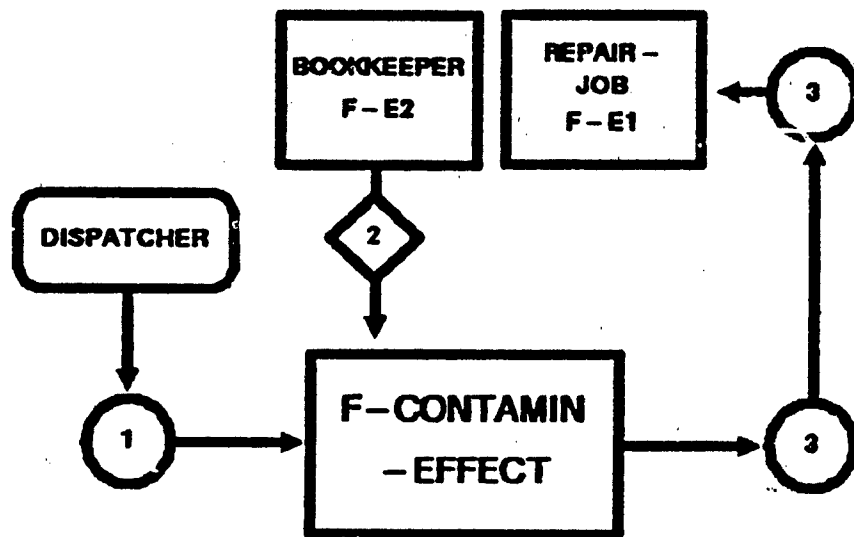 BOOKKEEPER
F-E2
REPAIR-
JOB
F-E1
3
DISPATCHER
2
1
F-CONTAMIN
-EFFECT
3